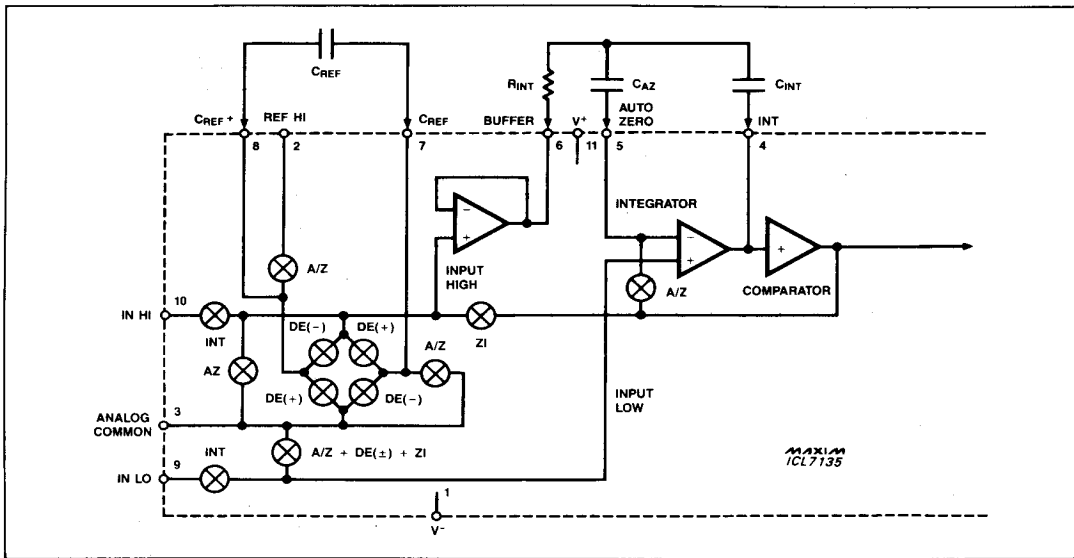 CREF
RINT
CAZ
CINT
CREF +
REF HI
CREF
BUFFER
V+
AUTO
ZERO
INT
8
2
7
6
11
5
4
INTEGRATOR
-
+
-
+
+
A/Z
INPUT
HIGH
A/Z
COMPARATOR
10
IN HI
INT
DE(-)
DE(+)
A/Z
ZI
AZ
DE(+)
DE(-)
INPUT
LOW
ANALOG
COMMON
3
INT
A/Z + DE(±) + ZI
MAXIM
ICL7135
IN LO
9
1
V-